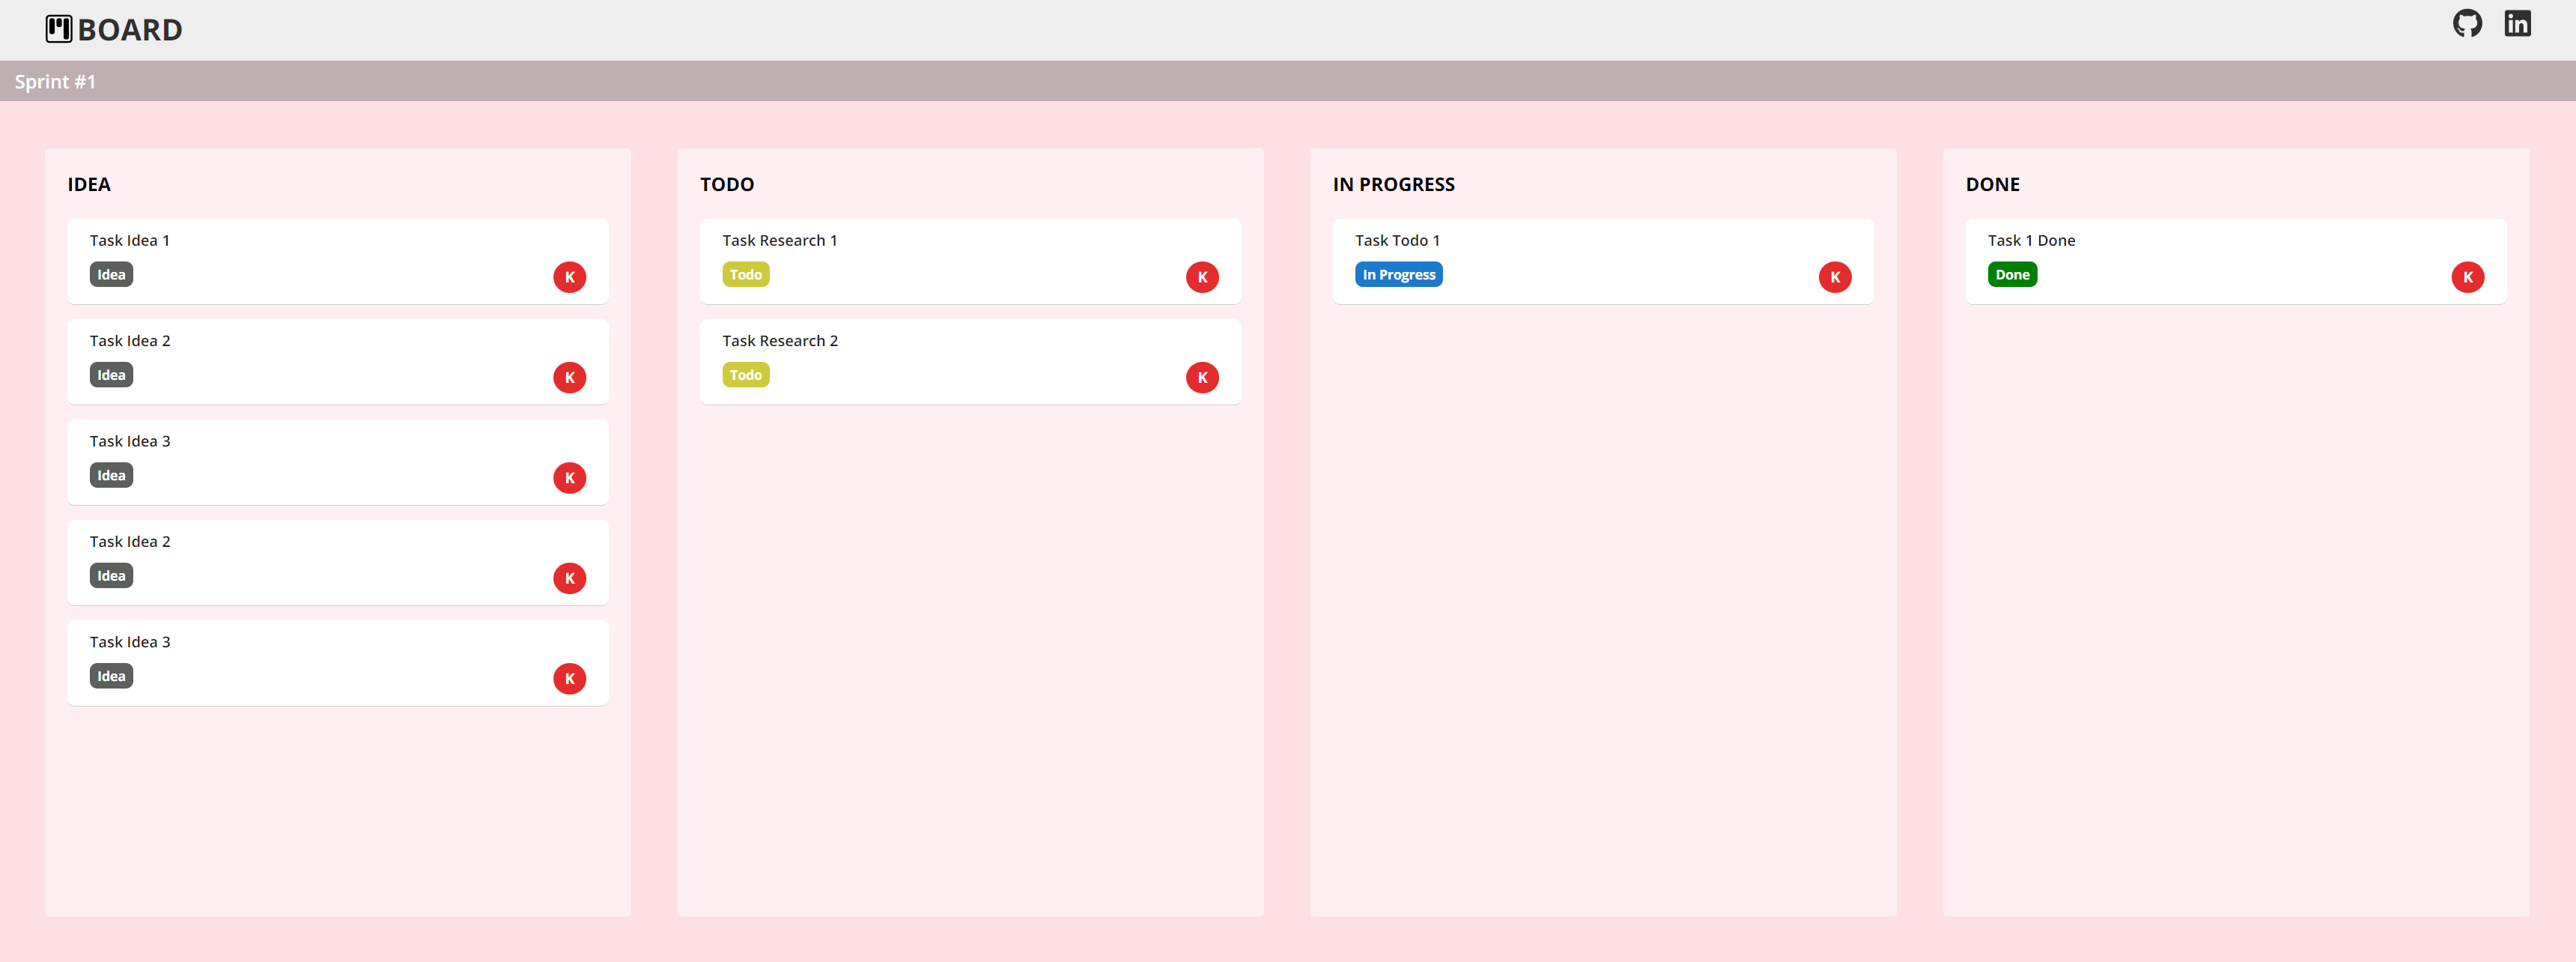 BOARD
Sprint #1
IDEA
Task Idea 1
Idea
K
Task Idea 2
Idea
K
Task Idea 3
Idea
K
Task Idea 2
Idea
K
Task Idea 3
Idea
K
TODO
Task Research 1
Todo
K
Task Research 2
Todo
K
IN PROGRESS
Task Todo 1
In Progress
K
DONE
Task 1 Done
Done
K